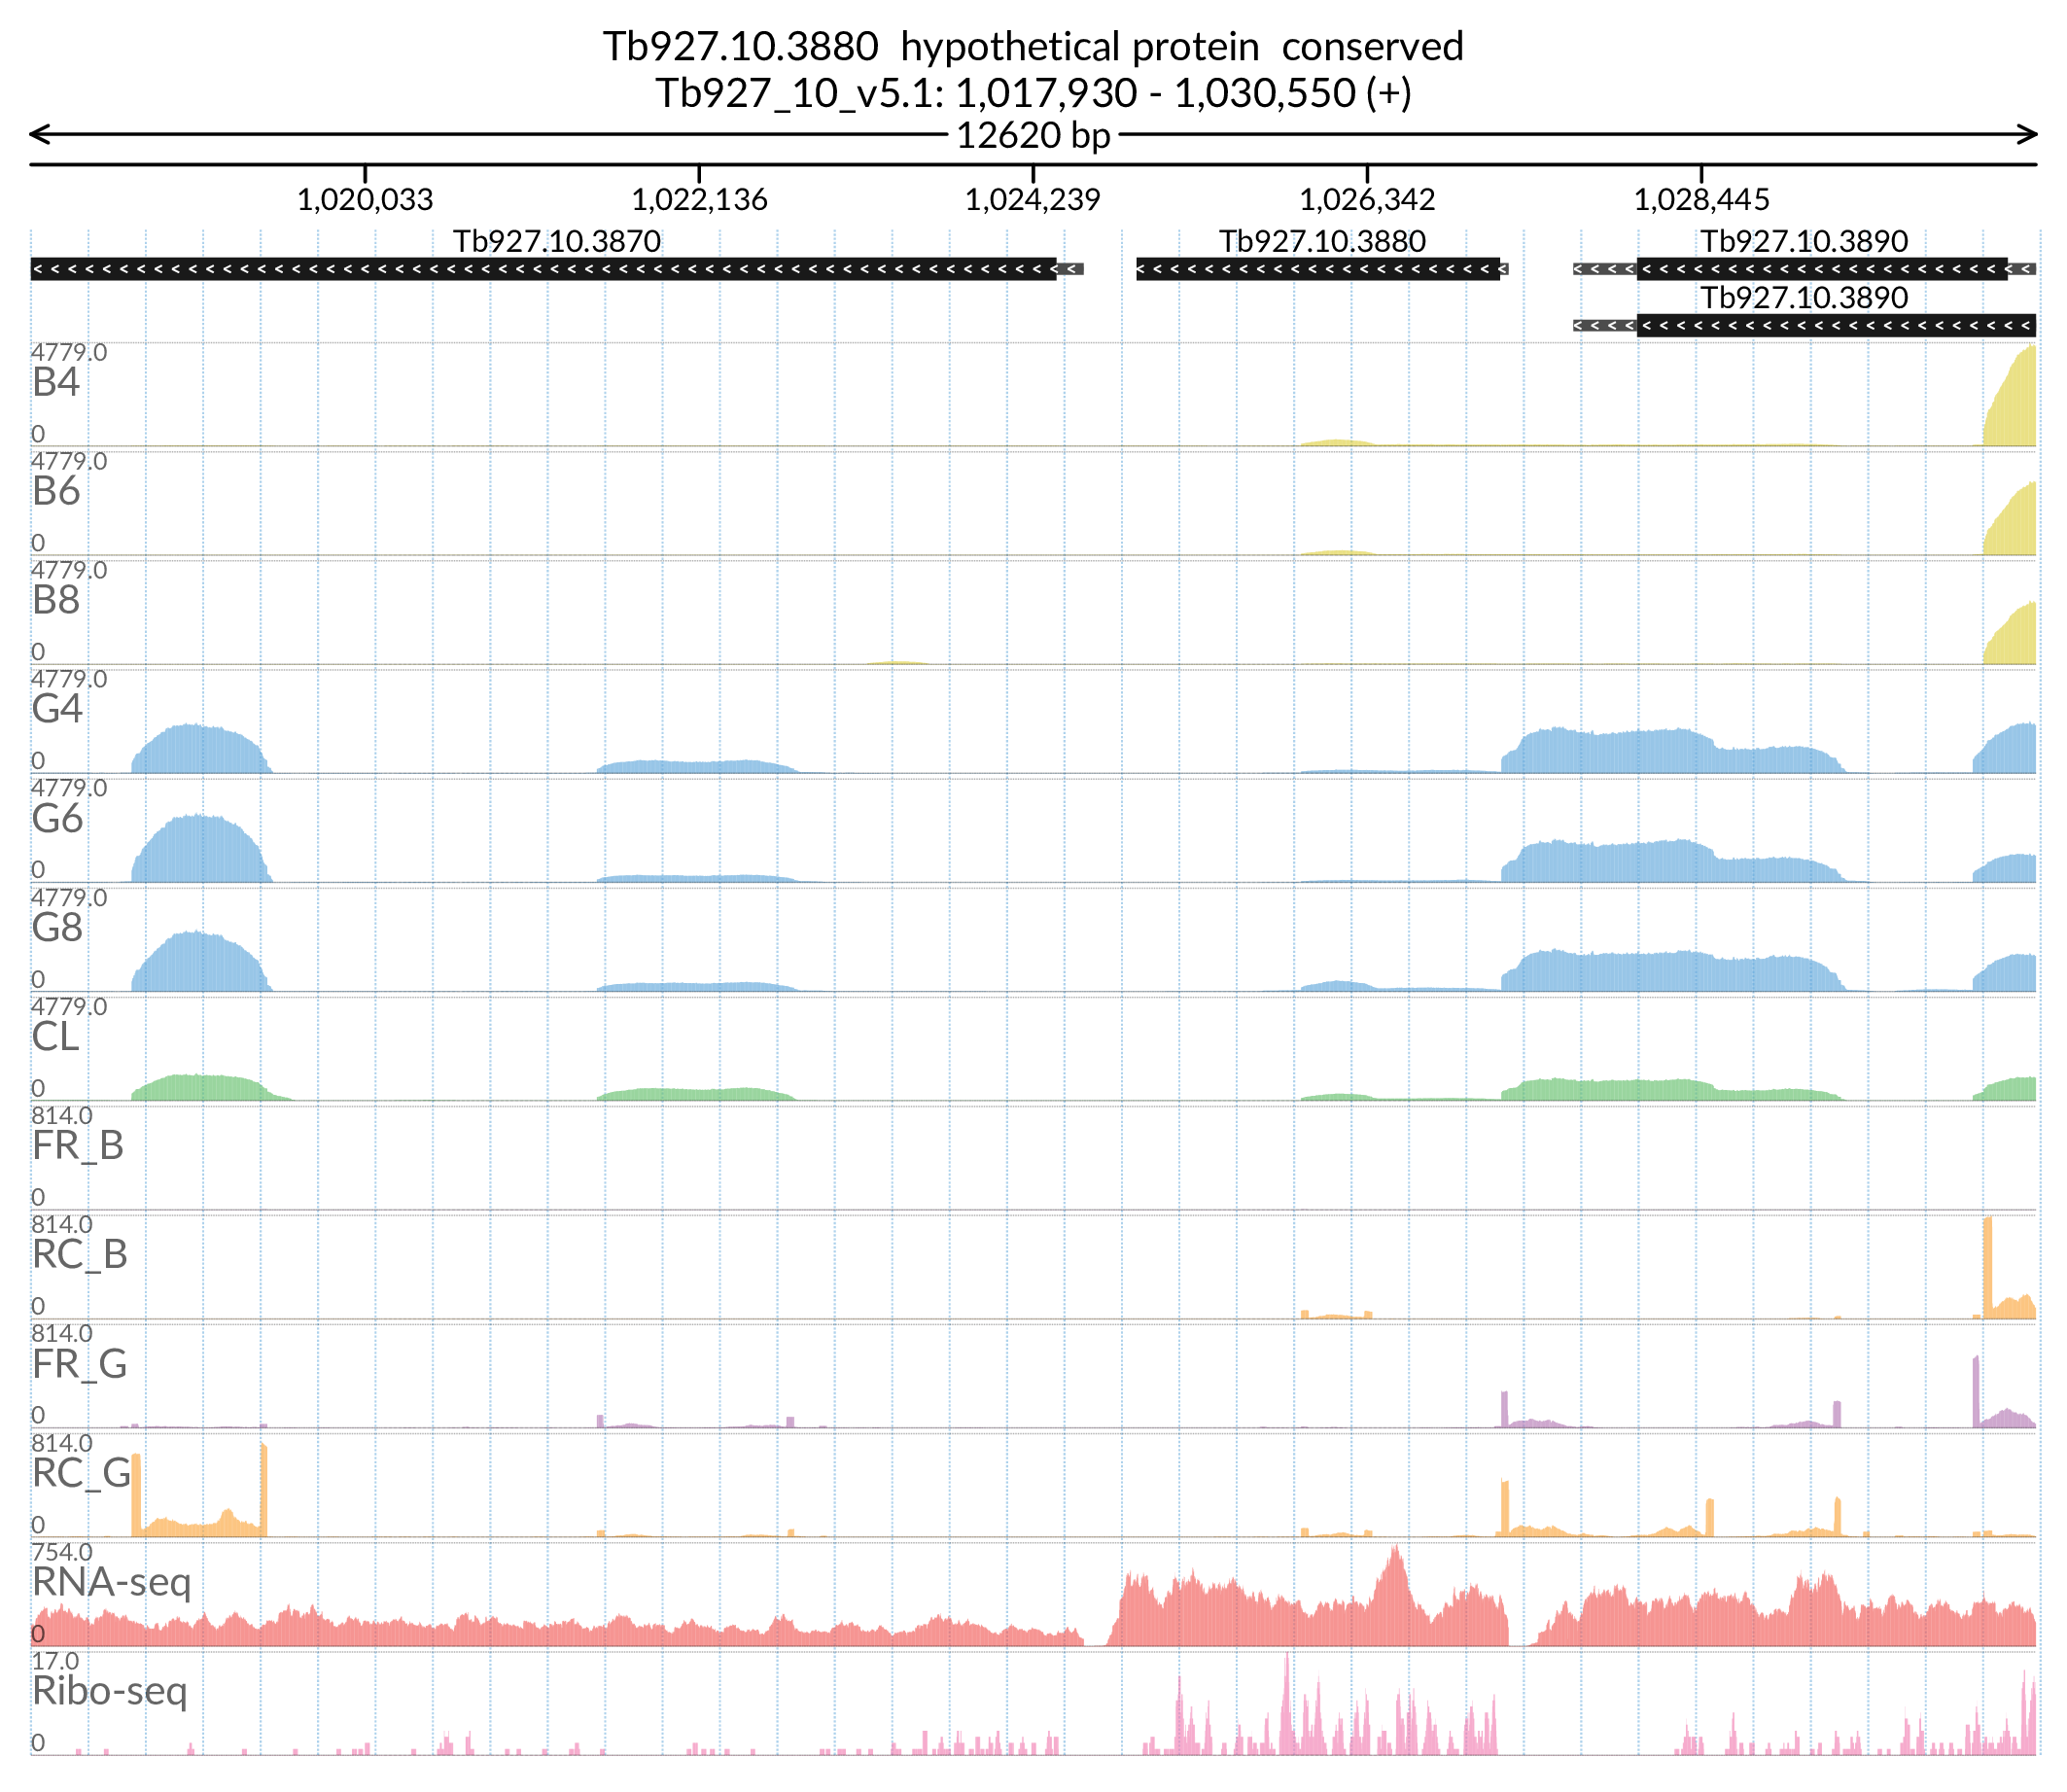 Tb927.10.3880  hypothetical protein  conserved
Tb927_10_v5.1: 1,017,930 - 1,030,550 (+)
12620 bp
1,020,033 1,022,136 1,024,239 1,026,342 1,028,445
Tb927.10.3870 Tb927.10.3880 Tb927.10.3890
Tb927.10.3890
4779.0
B4
0
4779.0
B6
0
4779.0
B8
0
4779.0
G4
0
4779.0
G6
0
4779.0
G8
0
4779.0
CL
0
814.0
FR_B
0
814.0
RC_B
0
814.0
FR_G
0
814.0
RC_G
0
754.0
RNA-seq
0
17.0
Ribo-seq
0